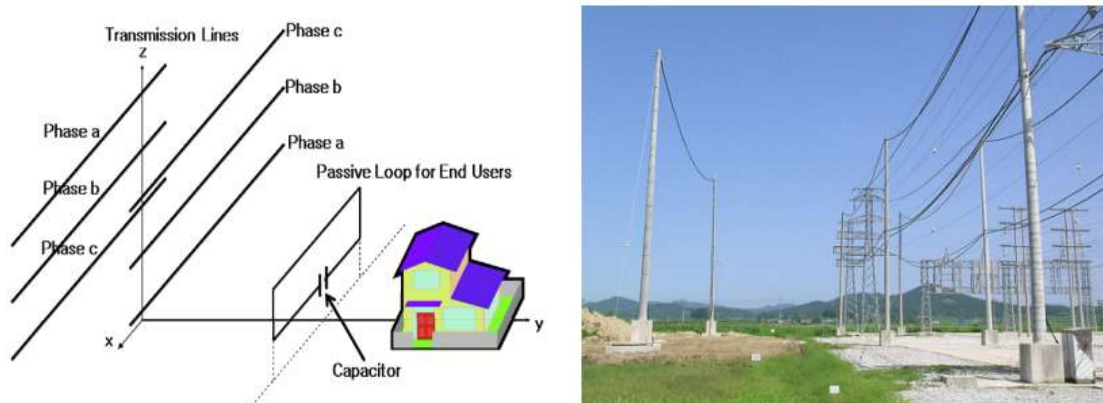 Transmission Lines
z
Phase c
Phase b
Phase a
Phase a
Passive Loop for End Users
Phase b
Phase c
y
x
Capacitor